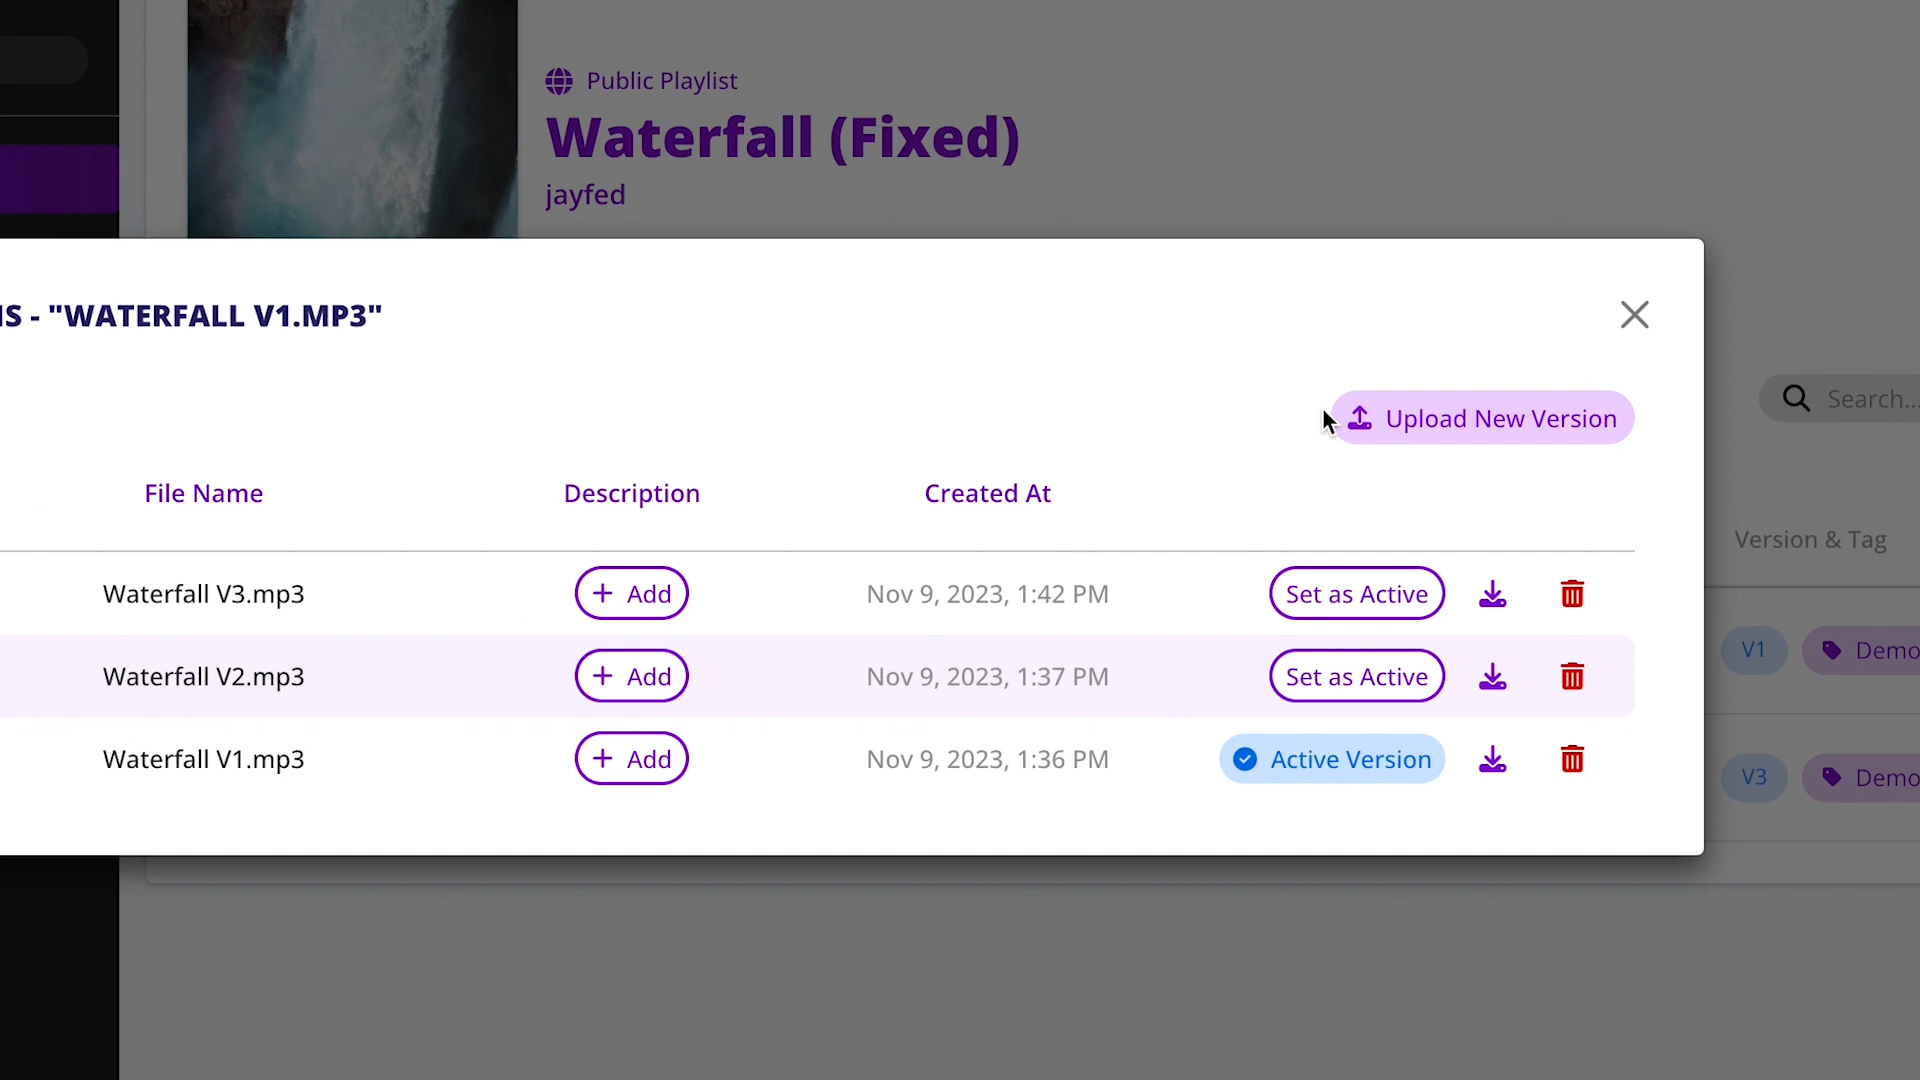 Public Playlist
Waterfall (Fixed)
jayfed
S - "WATERFALL V1.MP3"
Search...
Upload New Version
File Name Description Created At
Version & Tag
Waterfall V3.mp3 + Add Nov 9, 2023, 1:42 PM Set as Active
V1 Demo
Waterfall V2.mp3 + Add Nov 9, 2023, 1:37 PM Set as Active
Waterfall V1.mp3 + Add Nov 9, 2023, 1:36 PM Active Version
V3 Demo